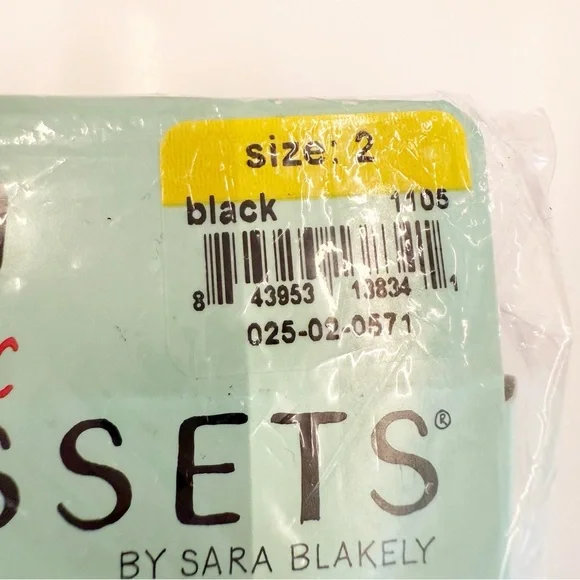 size: 2
black 1105
8 43953 13834 1
025-02-0571
C
SSETS®
BY SARA BLAKELY